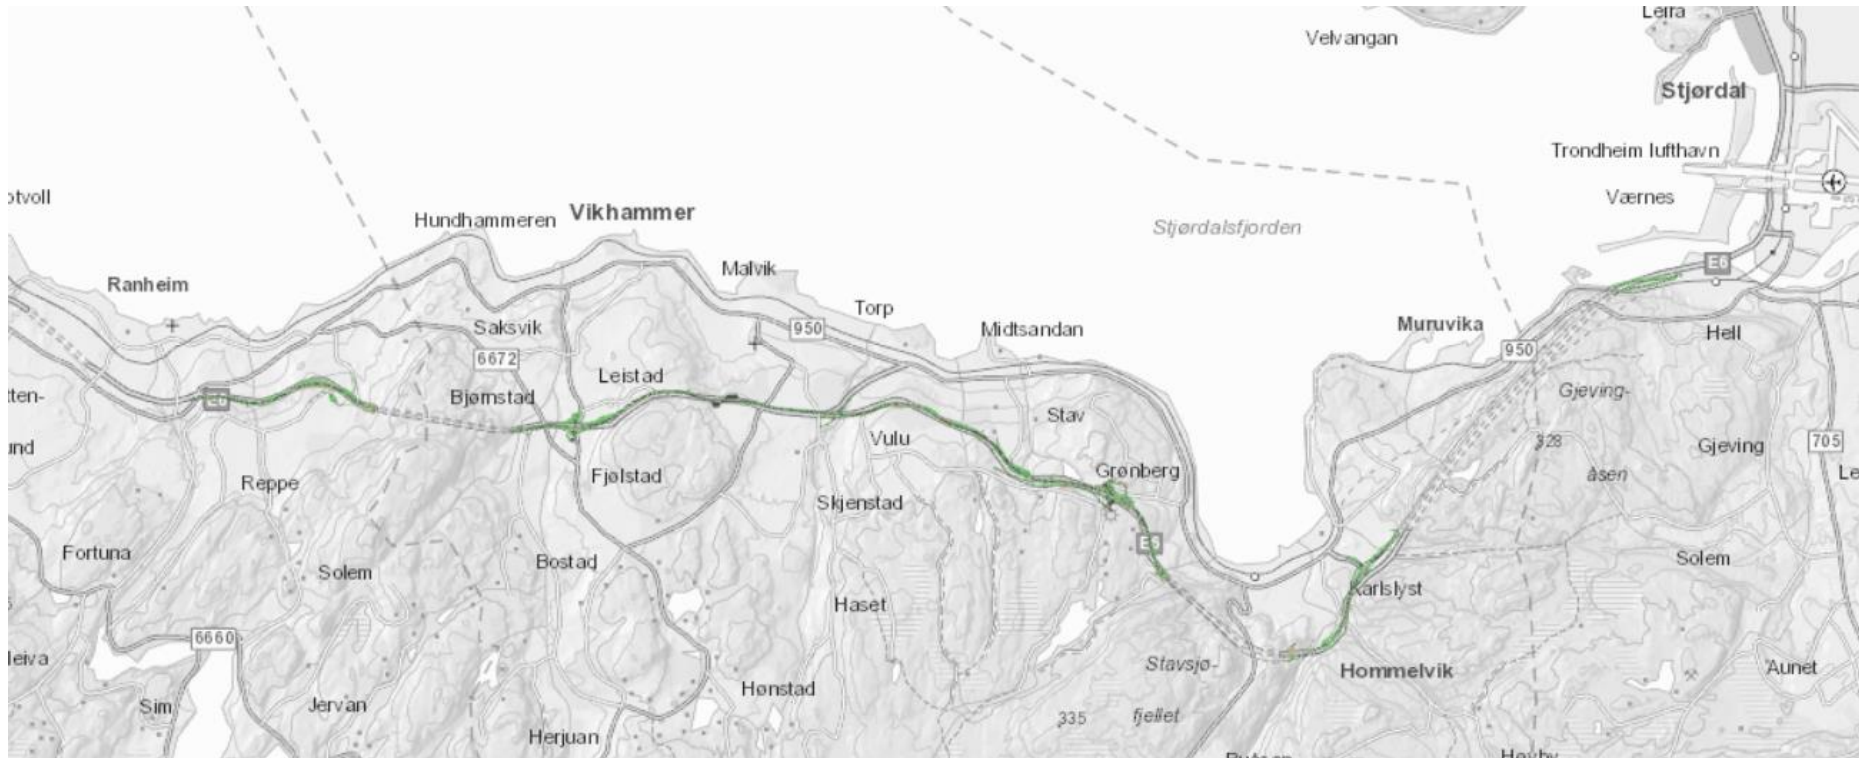 Leira
Velvangan
Stjørdal
Trondheim lufthavn
Værnes
Hundhammeren
Vikhammer
Stjørdalsfjorden
E6
Malvik
Ranheim
Torp
Saksvik
950
Midtsandan
Muruvika
Hell
6672
950
Leistad
Gjeving-
Bjørnstad
Stav
Vulu
328
Gjeving
705
Grønberg
åsen
Reppe
Fjølstad
Skjenstad
E6
Fortuna
Bostad
Solem
Solem
Karlslyst
Haset
6660
Stavsjø-
Hommelvik
Aunet
Hønstad
Sim
Jervan
335
fjellet
Herjuan